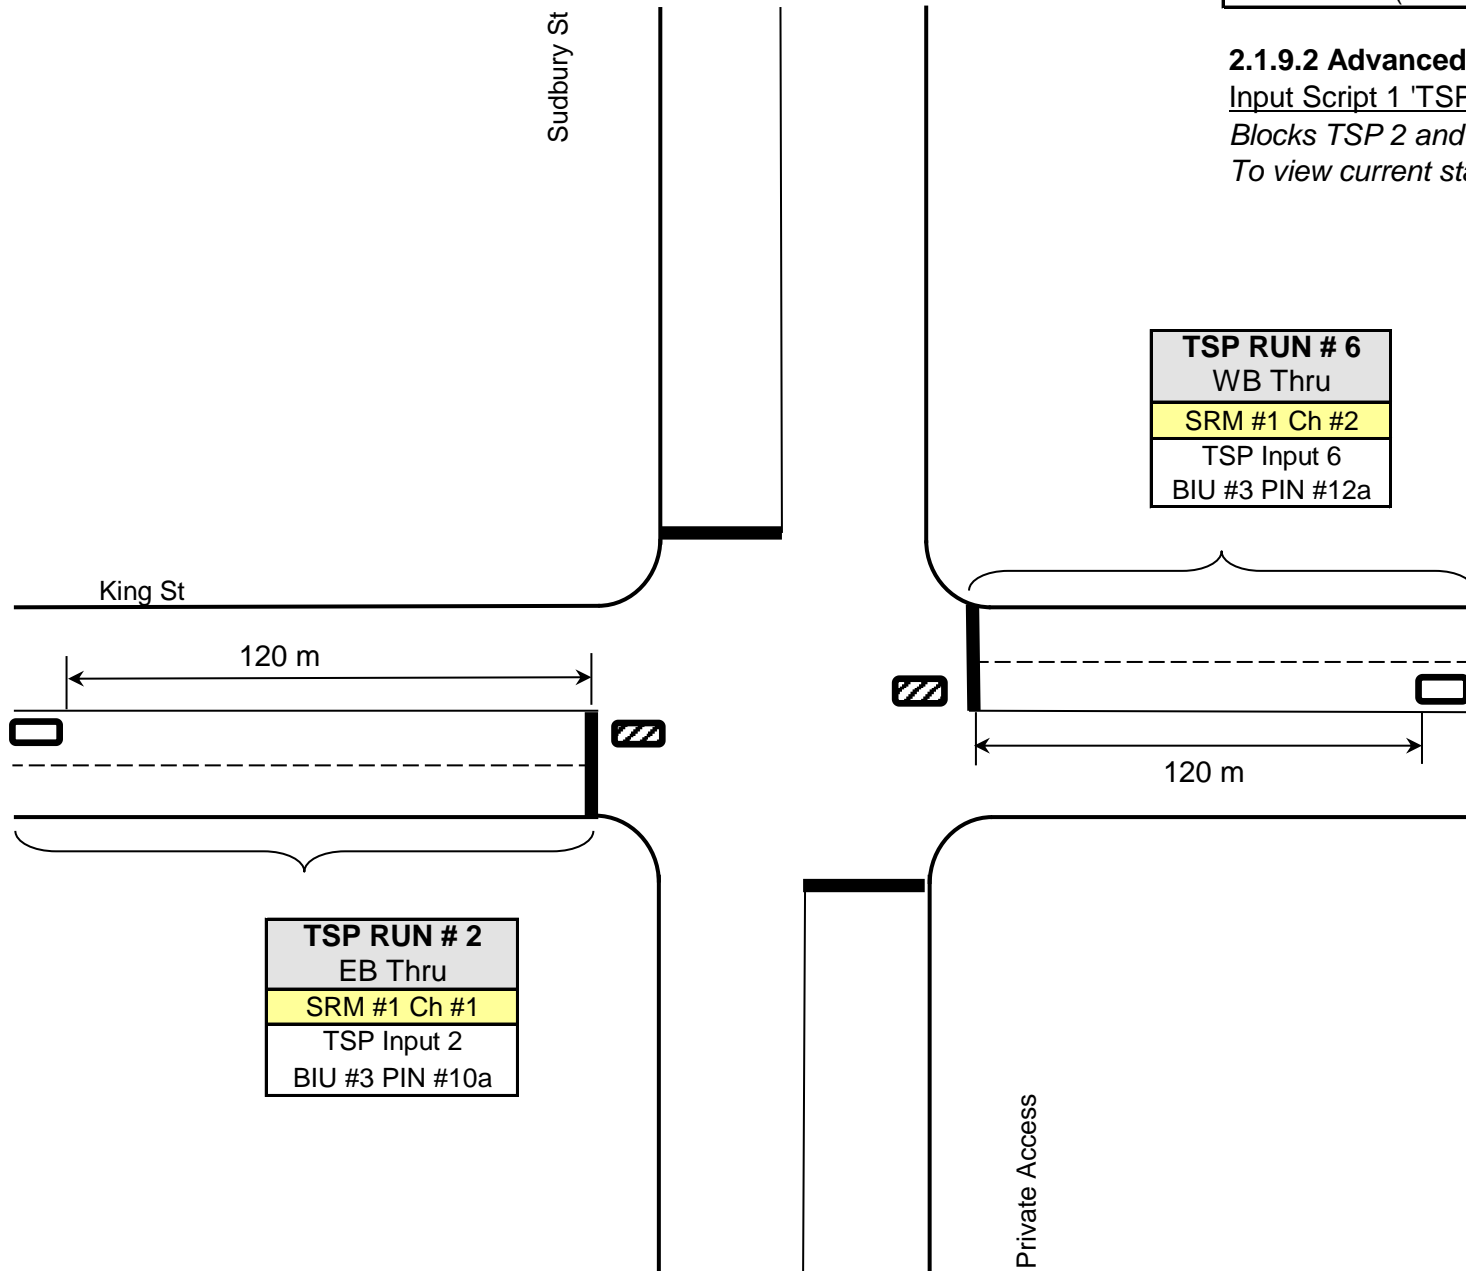 Sudbury St
2.1.9.2 Advanced
Input Script 1 'TSP
Blocks TSP 2 and
To view current
TSP RUN # 6
WB Thru
SRM #1 Ch #2
TSP Input 6
BIU #3 PIN #12a
King St
120 m
120 m
TSP RUN # 2
EB Thru
SRM #1 Ch #1
TSP Input 2
BIU #3 PIN #10a
Private Access